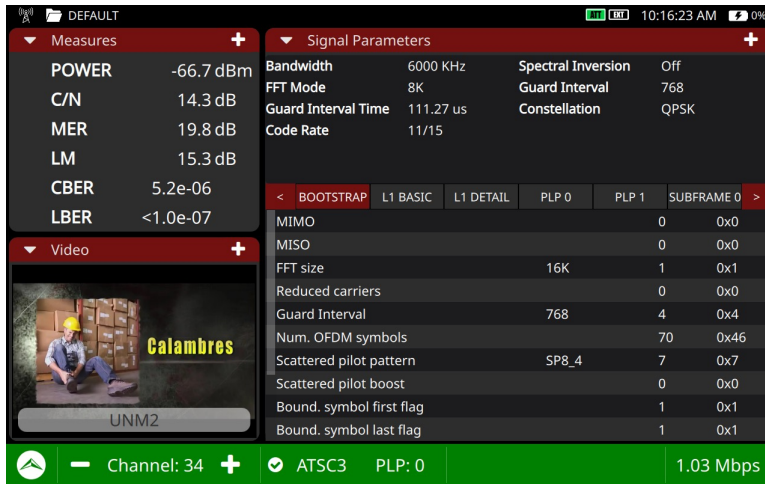 DEFAULT
ATT EXT 10:16:23 AM 0%
Measures +
POWER -66.7 dBm
C/N 14.3 dB
MER 19.8 dB
LM 15.3 dB
CBER 5.2e-06
LBER <1.0e-07
Signal Parameters +
Bandwidth 6000 KHz Spectral Inversion Off
FFT Mode 8K Guard Interval 768
Guard Interval Time 111.27 us Constellation QPSK
Code Rate 11/15
< BOOTSTRAP L1 BASIC L1 DETAIL PLP 0 PLP 1 SUBFRAME 0 >
MIMO 0 0x0
MISO 0 0x0
FFT size 16K 1 0x1
Reduced carriers 0 0x0
Guard Interval 768 4 0x4
Num. OFDM symbols 70 0x46
Scattered pilot pattern SP8_4 7 0x7
Scattered pilot boost 0 0x0
Bound. symbol first flag 1 0x1
Bound. symbol last flag 1 0x1
Video +
Calambres
UNM2
− Channel: 34 + ATSC3 PLP: 0 1.03 Mbps